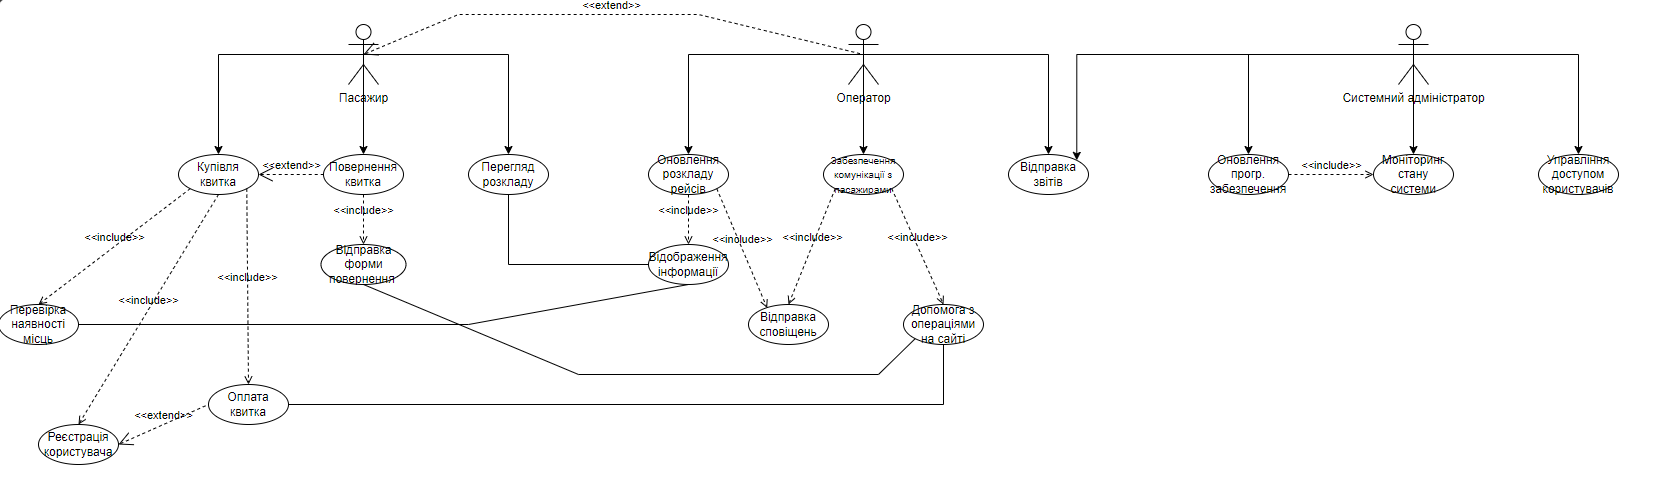 <<extend>>
Пасажир
Оператор
Системний адміністратор
Купівля
квитка
<<extend>>
Повернення
квитка
Перегляд
розкладу
Оновлення
розкладу
рейсів
Забезпечення
комунікації з
пасажирами
Відправка
звітів
Оновлення
прогр.
забезпечення
<<include>>
Моніторинг
стану
системи
Управління
доступом
користувачів
<<include>>
<<include>>
<<include>>
<<include>>
<<include>>
<<include>>
Відправка
форми
повернення
Відображення
інформації
<<include>>
<<include>>
Перевірка
наявності
місць
Відправка
сповіщень
Допомога з
операціями
на сайті
Оплата
квитка
<<extend>>
Реєстрація
користувача